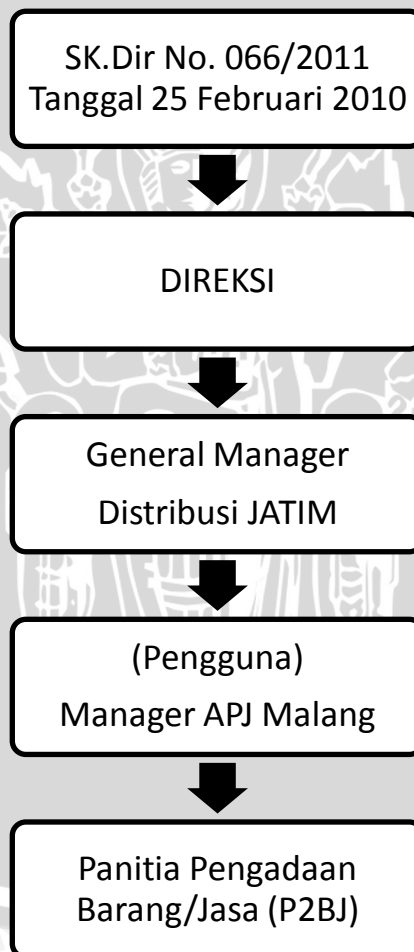 SK.Dir No. 066/2011
Tanggal 25 Februari 2010
DIREKSI
General Manager
Distribusi JATIM
(Pengguna)
Manager APJ Malang
Panitia Pengadaan
Barang/Jasa (P2BJ)